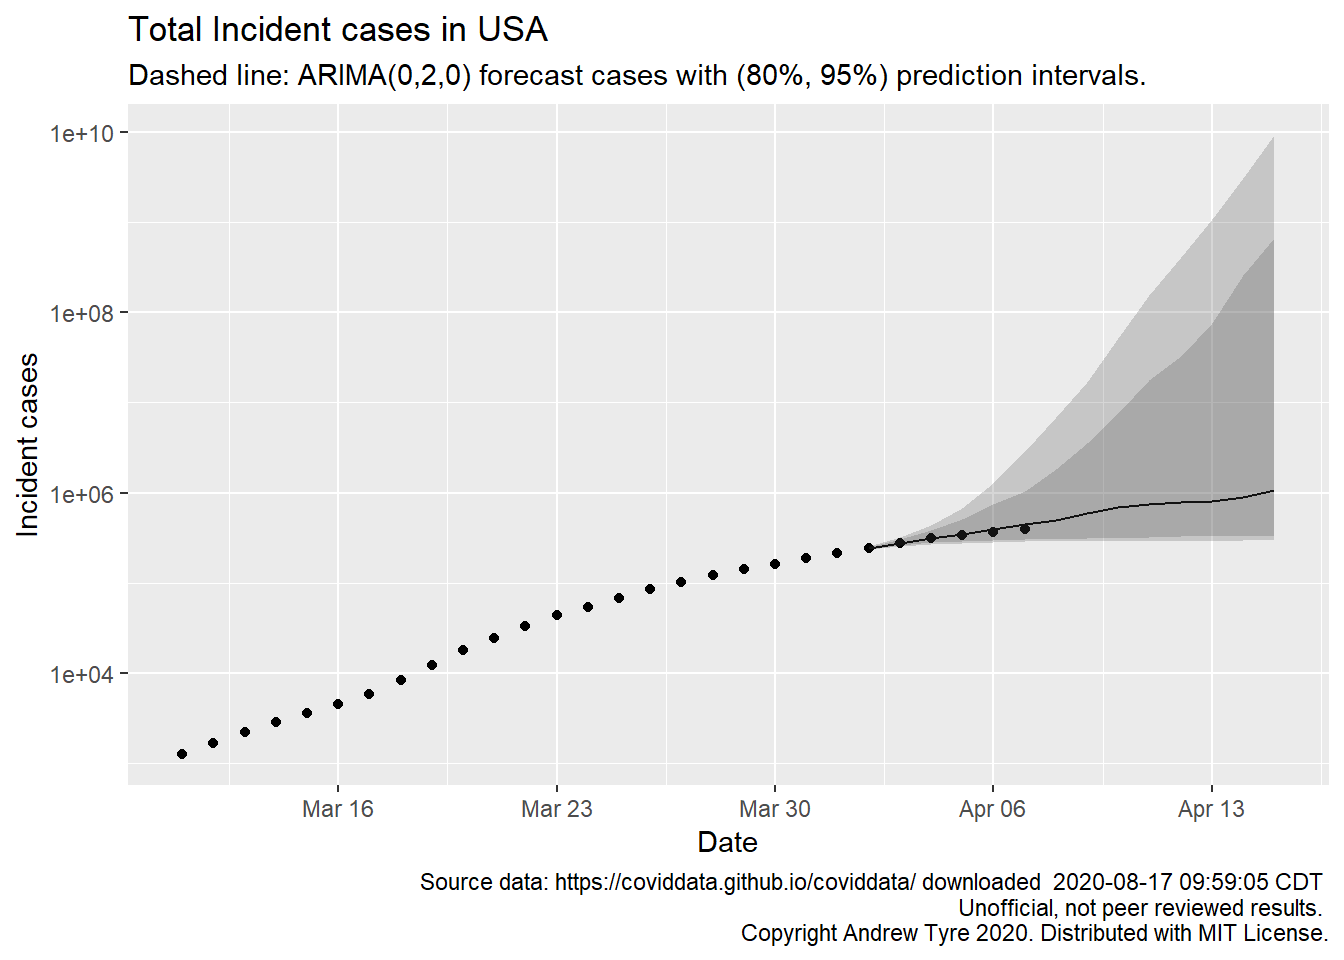 Total Incident cases in USA
Dashed line: ARIMA(0,2,0) forecast cases with (80%, 95%) prediction intervals.
Incident cases
1e+10
1e+08
1e+06
1e+04
Mar 16
Mar 23
Mar 30
Apr 06
Apr 13
Date
Source data: https://coviddata.github.io/coviddata/ downloaded  2020-08-17 09:59:05 CDT
Unofficial, not peer reviewed results.
Copyright Andrew Tyre 2020. Distributed with MIT License.